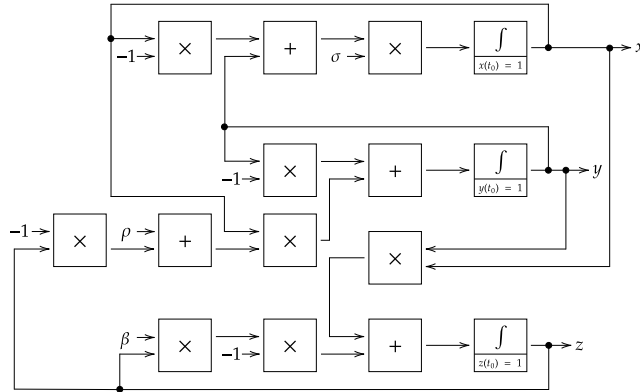 × + × ∫ x
−1 σ x(t₀) = 1
× + ∫ y
−1 y(t₀) = 1
−1 ρ
× + × ×
β × × + ∫ z
−1 z(t₀) = 1